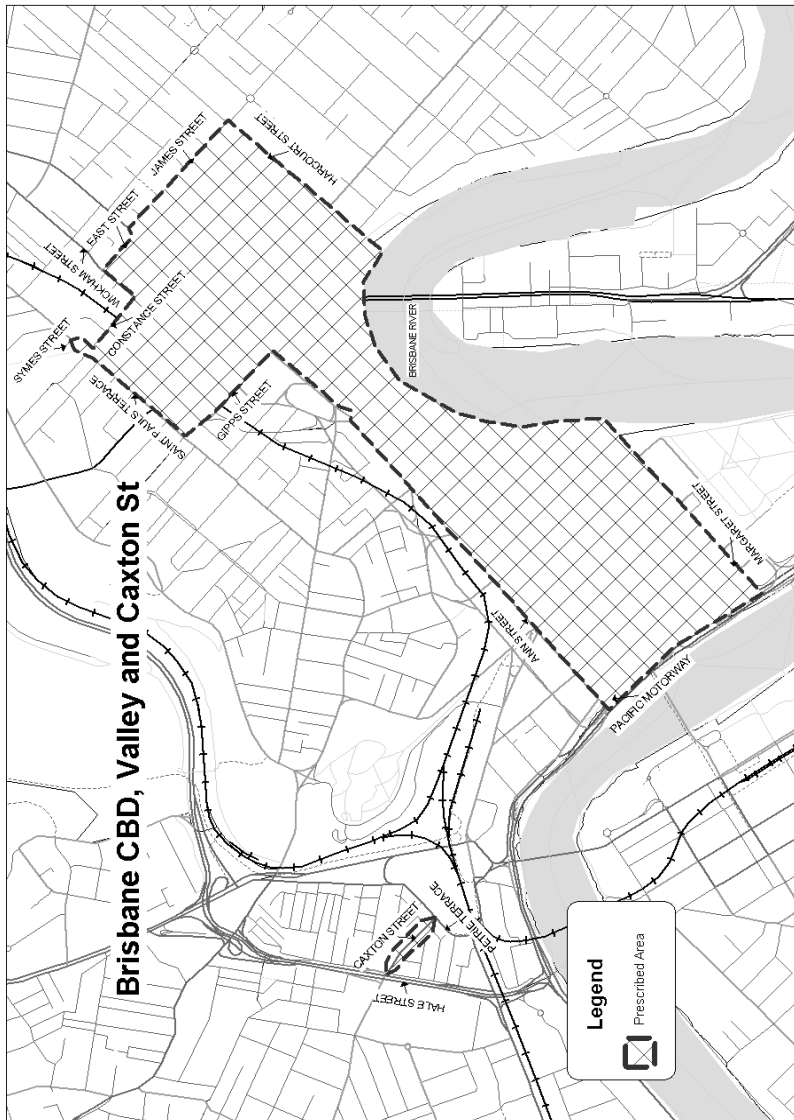 Brisbane CBD, Valley and Caxton St
SYMES STREET
WICKHAM STREET
EAST STREET
JAMES STREET
HARCOURT STREET
CONSTANCE STREET
SAINT PAULS TERRACE
GIPPS STREET
BRISBANE RIVER
ANN STREET
MARGARET STREET
PACIFIC MOTORWAY
CAXTON STREET
PETRIE TERRACE
HALE STREET
Legend
Prescribed Area